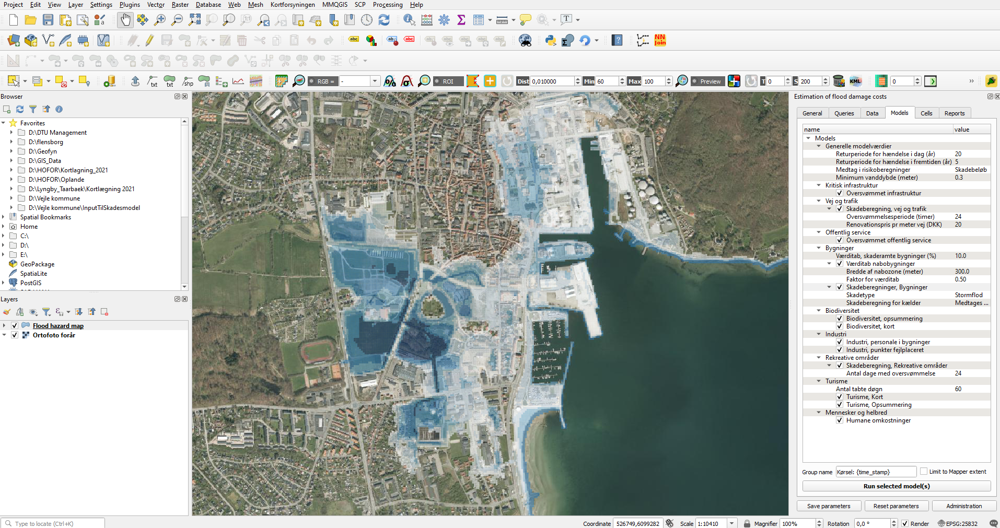 Project Edit View Layer Settings Plugins Vector Raster Database Web Mesh Kortforsyningen MMQGIS SCP Processing Help
abc abc ab abc NN Join
txt txt shp RGB = - ROI Dist 0,010000 Min 60 Max 100 Preview T 0 S 200 KML 0 »
Browser
Favorites
D:\DTU Management
D:\flensborg
D:\Geofyn
D:\GIS_Data
D:\HOFOR\Kortlagning_2021
D:\HOFOR\Oplande
D:\Lyngby_Taarbaek\Kortlægning 2021
D:\Vejle kommune
D:\Vejle kommune\InputTilSkadesmodel
Spatial Bookmarks
Home
C:\
D:\
E:\
GeoPackage
SpatiaLite
PostGIS
Layers
Flood hazard map
Ortofoto forår
Estimation of flood damage costs
General Queries Data Models Cells Reports
name value
Models
Generelle modelværdier
Returperiode for hændelse i dag (år) 20
Returperiode for hændelse i fremtiden (år) 5
Medtag i risikoberegninger Skadebeløb
Minimum vanddybde (meter) 0.3
Kritisk infrastruktur
Oversvømmet infrastruktur
Vej og trafik
Skadeberegning, vej og trafik
Oversvømmelsesperiode (timer) 24
Renovationspris pr meter vej (DKK) 20
Offentlig service
Oversvømmet offentlig service
Bygninger
Værditab, skaderamte bygninger (%) 10.0
Værditab nabobygninger
Bredde af nabozone (meter) 300.0
Faktor for værditab 0.50
Skadeberegninger, Bygninger
Skadetype Stormflod
Skadeberegning for kælder Medtages ...
Biodiversitet
Biodiversitet, opsummering
Biodiversitet, kort
Industri
Industri, personale i bygninger
Industri, punkter fejlplaceret
Rekreative områder
Skadeberegning, Rekreative områder
Antal dage med oversvømmelse 24
Turisme
Antal tabte døgn 60
Turisme, Kort
Turisme, Opsummering
Mennesker og helbred
Humane omkostninger
Group name Kørsel: {time_stamp} Limit to Mapper extent
Run selected model(s)
Save parameters Reset parameters Administration
Type to locate (Ctrl+K) Coordinate 526749,6099282 Scale 1:10410 Magnifier 100% Rotation 0,0 ° Render EPSG:25832